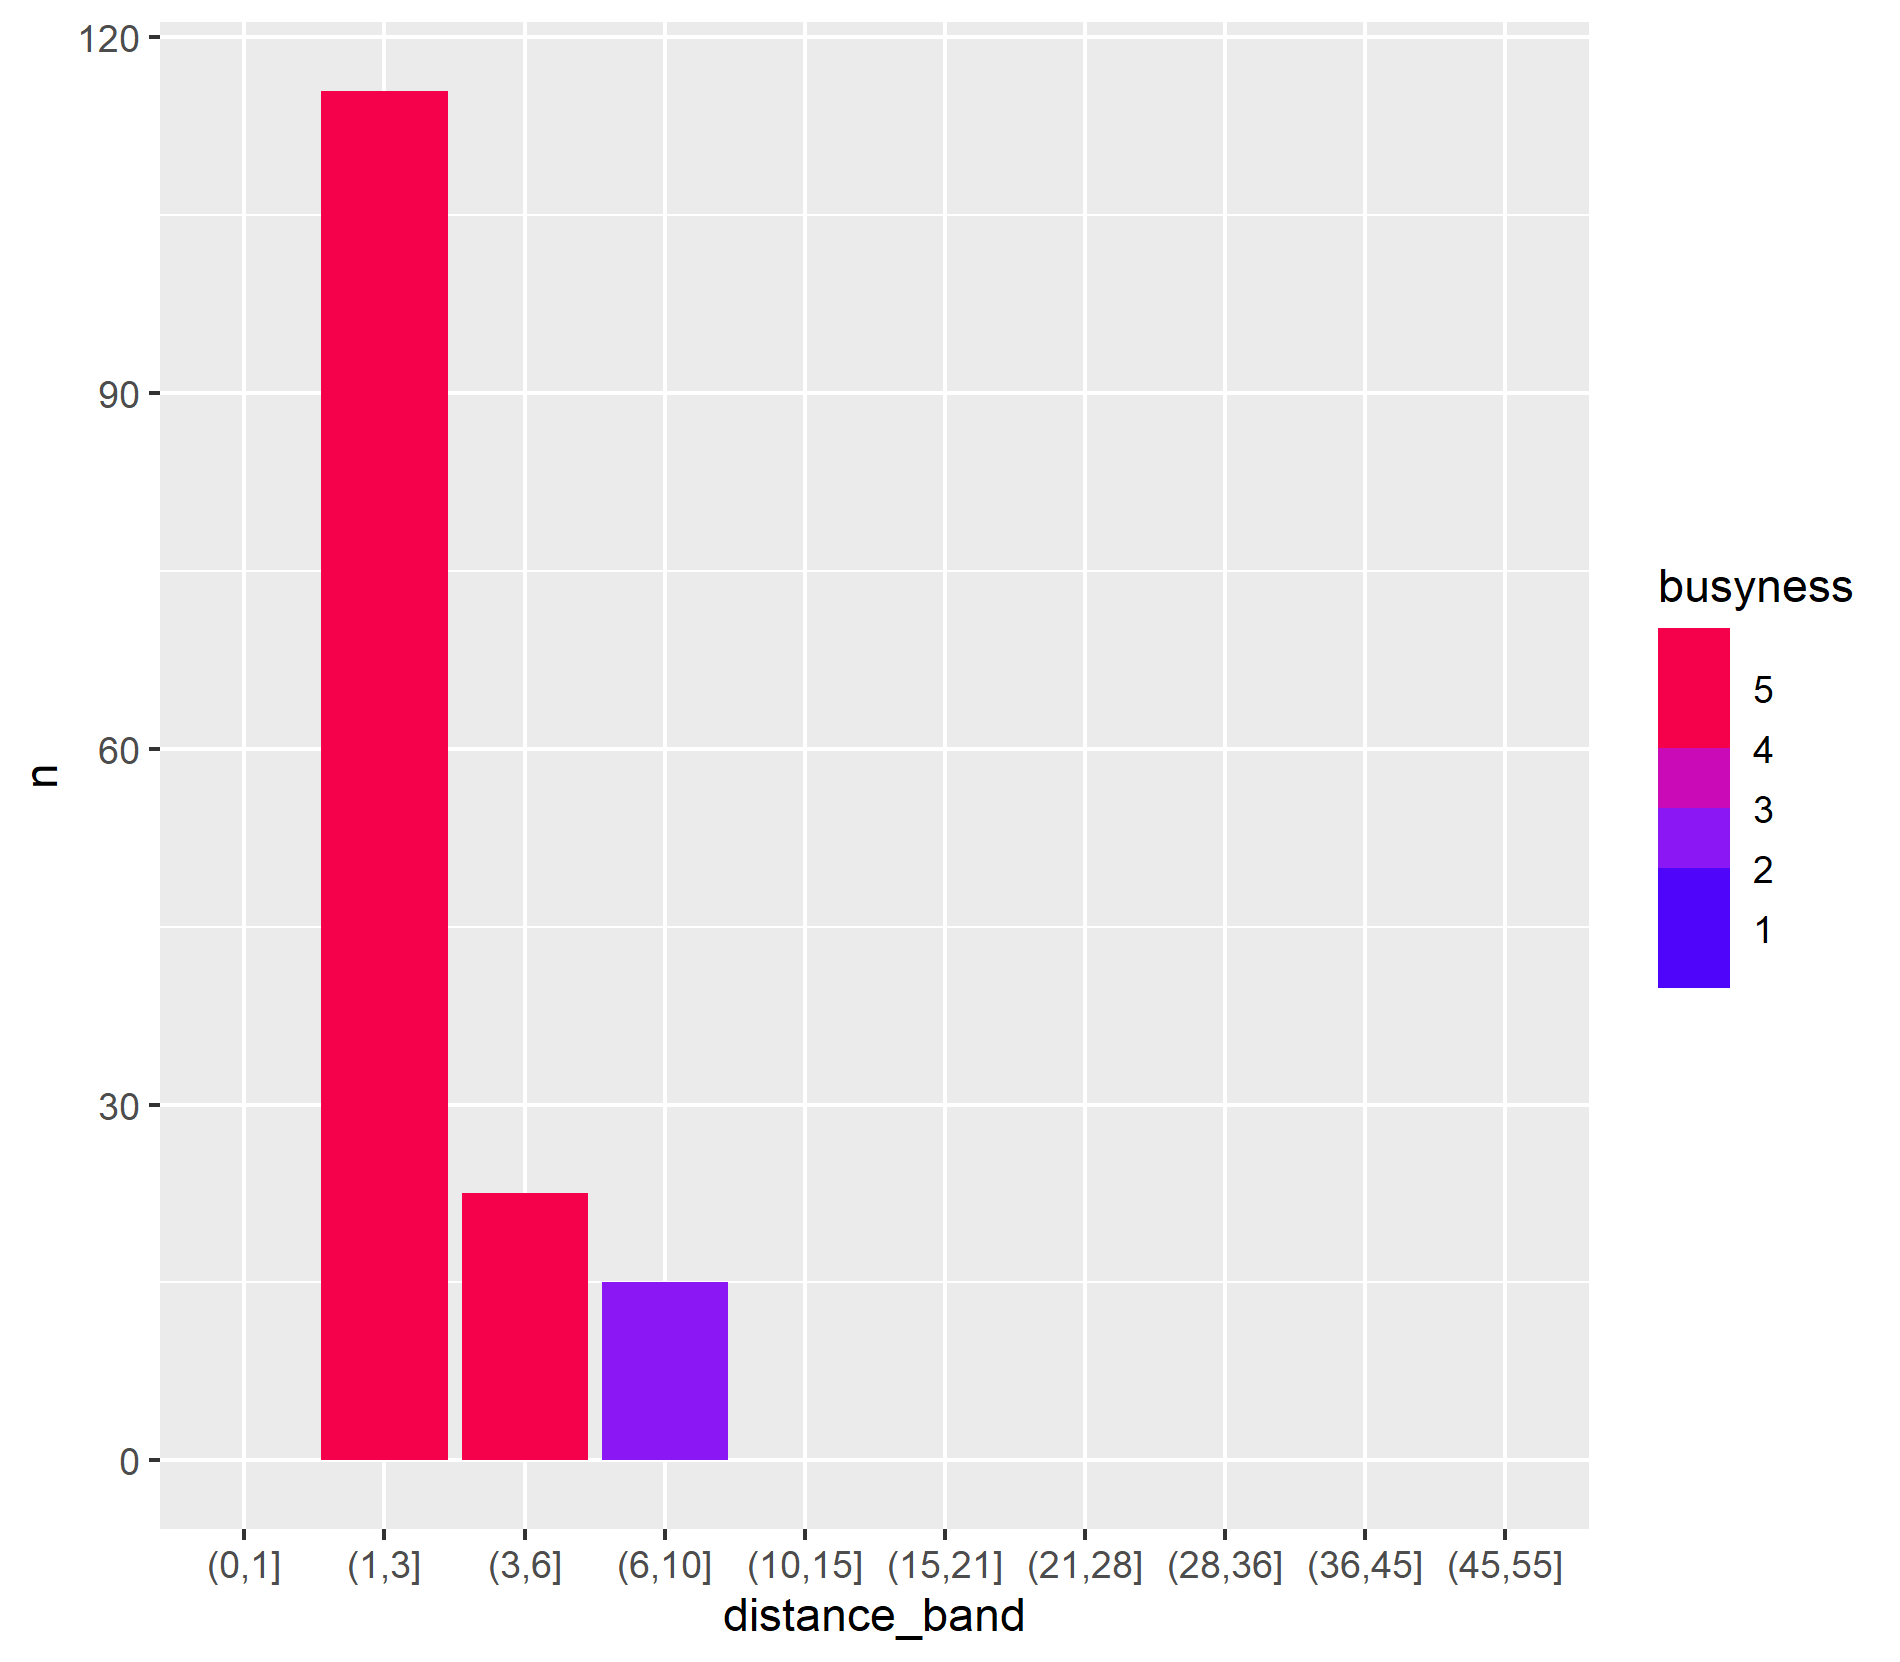 120
90
60
30
0
n
(0,1] (1,3] (3,6] (6,10] (10,15] (15,21] (21,28] (28,36] (36,45] (45,55]
distance_band
busyness
5
4
3
2
1